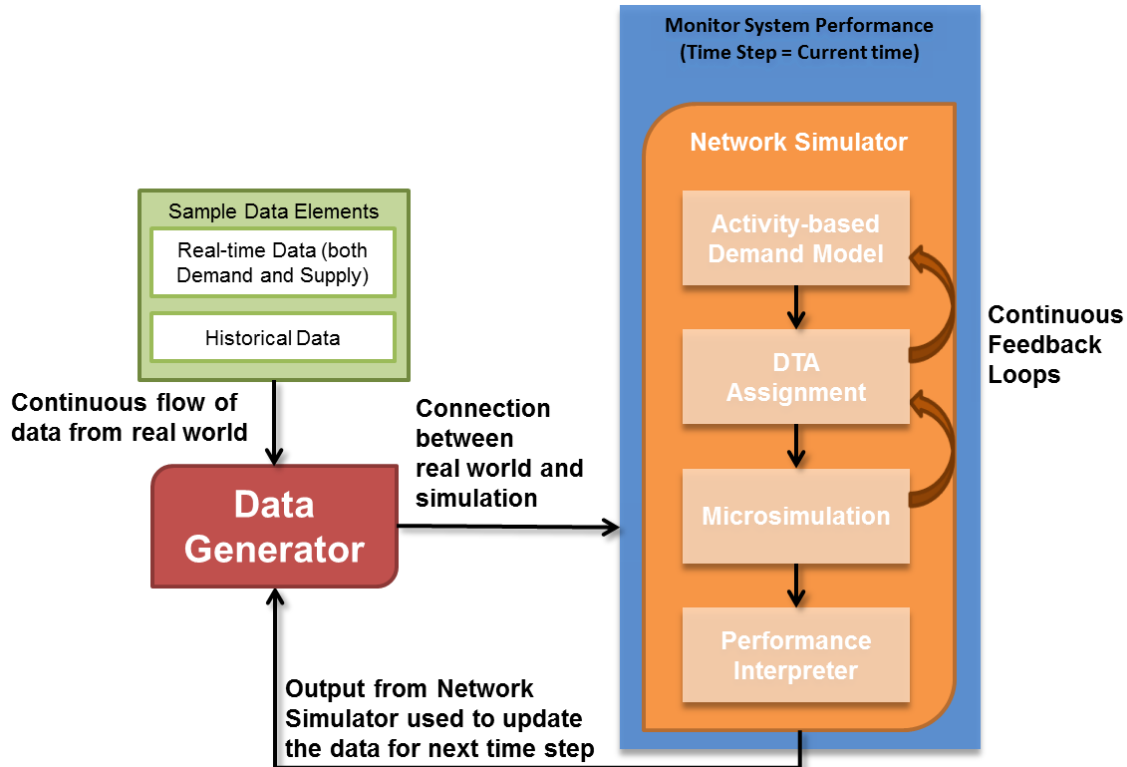 Monitor System Performance
(Time Step = Current time)
Network Simulator
Activity-based
Demand Model
DTA
Assignment
Microsimulation
Performance
Interpreter
Continuous
Feedback
Loops
Sample Data Elements
Real-time Data (both
Demand and Supply)
Historical Data
Continuous flow of
data from real world
Connection
between
real world and
simulation
Data
Generator
Output from Network
Simulator used to update
the data for next time step